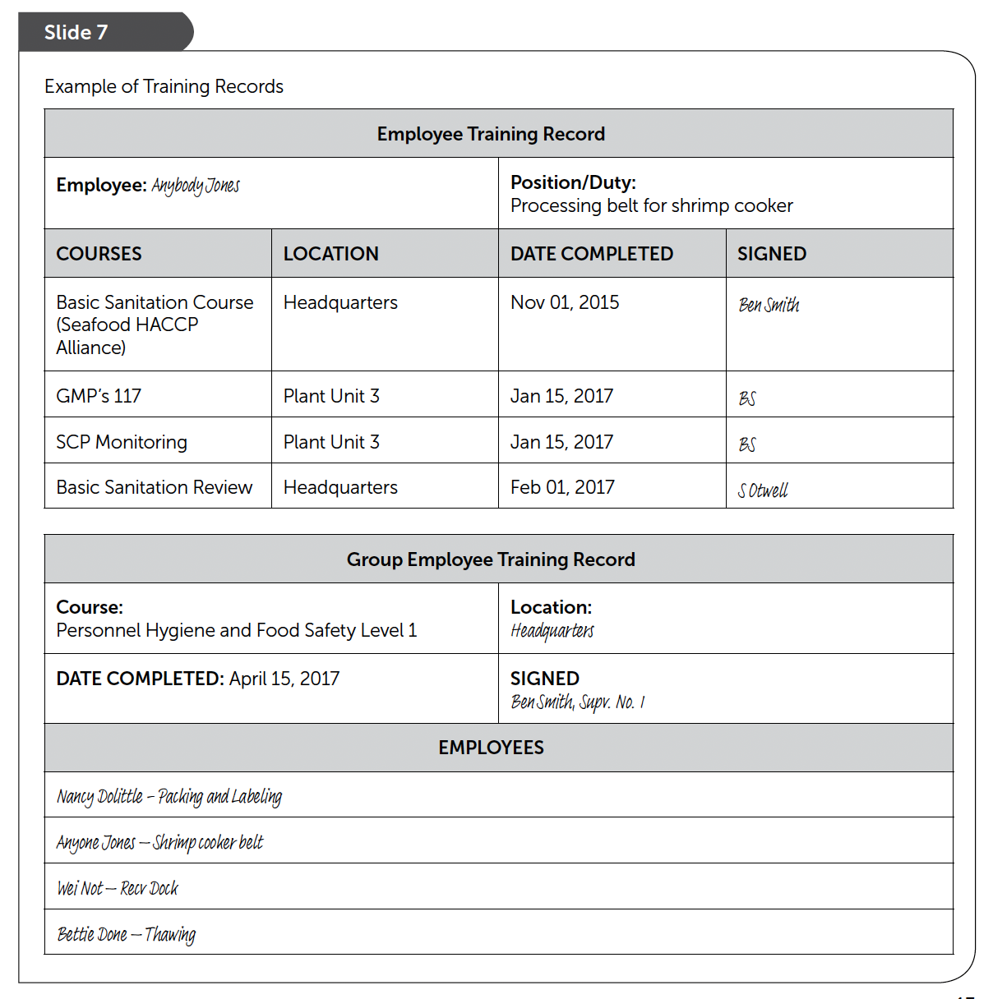 Slide 7
Example of Training Records
Employee Training Record
Employee: Anybody Jones
Position/Duty:
Processing belt for shrimp cooker
COURSES
LOCATION
DATE COMPLETED
SIGNED
Basic Sanitation Course
(Seafood HACCP
Alliance)
Headquarters
Nov 01, 2015
Ben Smith
GMP’s 117
Plant Unit 3
Jan 15, 2017
BS
SCP Monitoring
Plant Unit 3
Jan 15, 2017
BS
Basic Sanitation Review
Headquarters
Feb 01, 2017
S Otwell
Group Employee Training Record
Course:
Personnel Hygiene and Food Safety Level 1
Location:
Headquarters
DATE COMPLETED: April 15, 2017
SIGNED
Ben Smith, Supv. No. 1
EMPLOYEES
Nancy Dolittle – Packing and Labeling
Anyone Jones — Shrimp cooker belt
Wei Not — Recv Dock
Bettie Done — Thawing